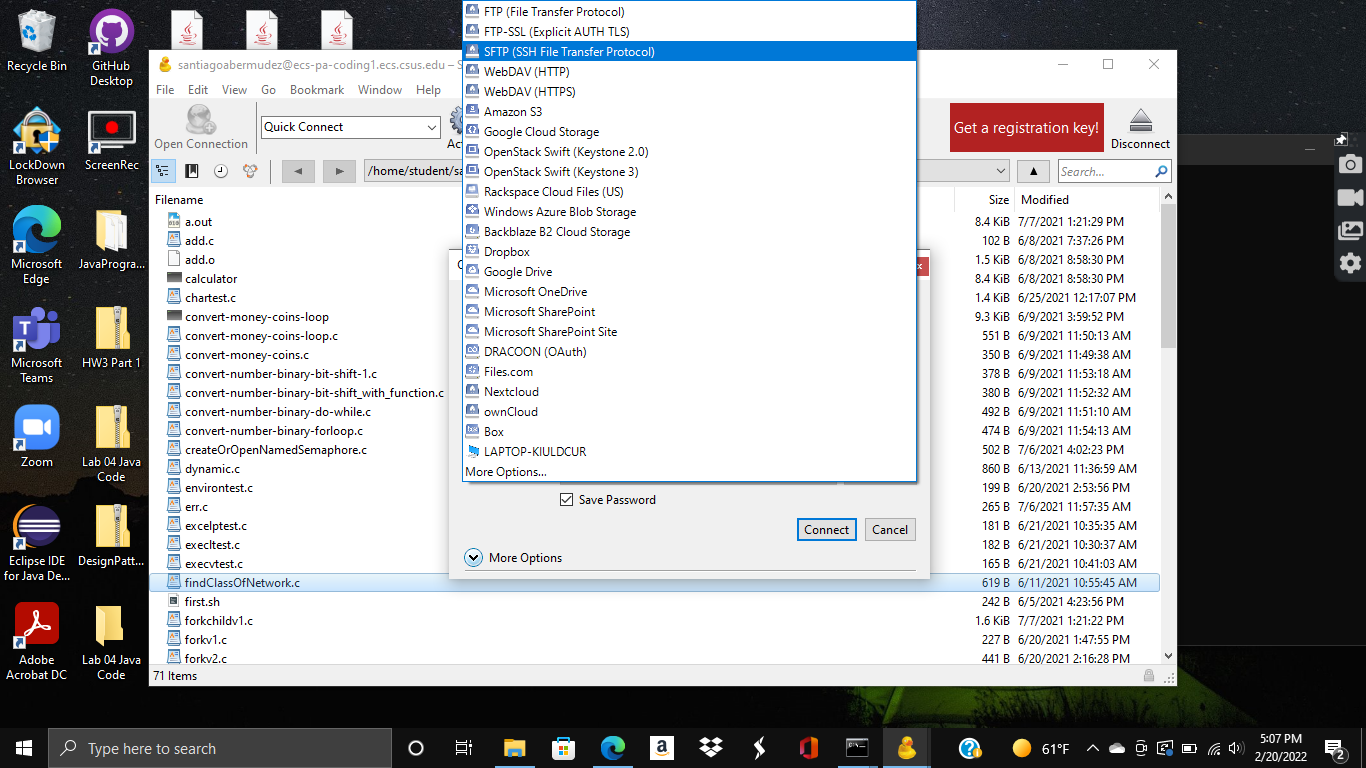 Recycle Bin
GitHub
Desktop
LockDown
Browser
ScreenRec
Microsoft
Edge
JavaProgra...
Microsoft
Teams
HW3 Part 1
Zoom
Lab 04 Java
Code
Eclipse IDE
for Java De...
DesignPatt...
Adobe
Acrobat DC
Lab 04 Java
Code
santiagoabermudez@ecs-pa-coding1.ecs.csus.edu – S
File Edit View Go Bookmark Window Help
Open Connection
Quick Connect
Get a registration key!
Disconnect
/home/student/sa
Search...
Filename Size Modified
a.out 8.4 KiB 7/7/2021 1:21:29 PM
add.c 102 B 6/8/2021 7:37:26 PM
add.o 1.5 KiB 6/8/2021 8:58:30 PM
calculator 8.4 KiB 6/8/2021 8:58:30 PM
chartest.c 1.4 KiB 6/25/2021 12:17:07 PM
convert-money-coins-loop 9.3 KiB 6/9/2021 3:59:52 PM
convert-money-coins-loop.c 551 B 6/9/2021 11:50:13 AM
convert-money-coins.c 350 B 6/9/2021 11:49:38 AM
convert-number-binary-bit-shift-1.c 378 B 6/9/2021 11:53:18 AM
convert-number-binary-bit-shift_with_function.c 380 B 6/9/2021 11:52:32 AM
convert-number-binary-do-while.c 492 B 6/9/2021 11:51:10 AM
convert-number-binary-forloop.c 474 B 6/9/2021 11:54:13 AM
createOrOpenNamedSemaphore.c 502 B 7/6/2021 4:02:23 PM
dynamic.c 860 B 6/13/2021 11:36:59 AM
environtest.c 199 B 6/20/2021 2:53:56 PM
err.c 265 B 7/6/2021 11:57:35 AM
excelptest.c 181 B 6/21/2021 10:35:35 AM
execltest.c 182 B 6/21/2021 10:30:37 AM
execvtest.c 165 B 6/21/2021 10:41:03 AM
findClassOfNetwork.c 619 B 6/11/2021 10:55:45 AM
first.sh 242 B 6/5/2021 4:23:56 PM
forkchildv1.c 1.6 KiB 7/7/2021 1:21:22 PM
forkv1.c 227 B 6/20/2021 1:47:55 PM
forkv2.c 441 B 6/20/2021 2:16:28 PM
71 Items
FTP (File Transfer Protocol)
FTP-SSL (Explicit AUTH TLS)
SFTP (SSH File Transfer Protocol)
WebDAV (HTTP)
WebDAV (HTTPS)
Amazon S3
Google Cloud Storage
OpenStack Swift (Keystone 2.0)
OpenStack Swift (Keystone 3)
Rackspace Cloud Files (US)
Windows Azure Blob Storage
Backblaze B2 Cloud Storage
Dropbox
Google Drive
Microsoft OneDrive
Microsoft SharePoint
Microsoft SharePoint Site
DRACOON (OAuth)
Files.com
Nextcloud
ownCloud
Box
LAPTOP-KIULDCUR
More Options...
Save Password
Connect Cancel
More Options
Type here to search
61°F
5:07 PM
2/20/2022
2